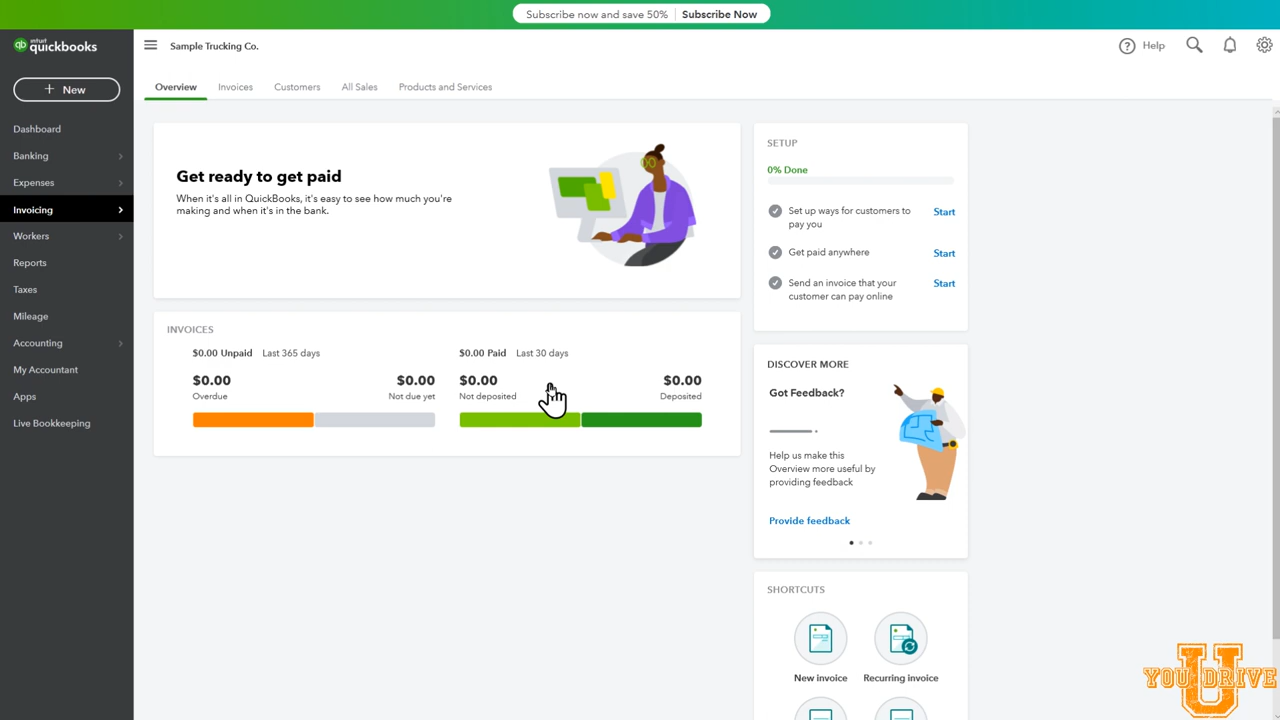 Subscribe now and save 50% Subscribe Now
intuit quickbooks
Sample Trucking Co.
Help
+ New
Overview Invoices Customers All Sales Products and Services
Dashboard
Banking
Expenses
Invoicing
Workers
Reports
Taxes
Mileage
Accounting
My Accountant
Apps
Live Bookkeeping
Get ready to get paid
When it's all in QuickBooks, it's easy to see how much you're
making and when it's in the bank.
INVOICES
$0.00 Unpaid Last 365 days
$0.00 Paid Last 30 days
$0.00 $0.00 $0.00 $0.00
Overdue Not due yet Not deposited Deposited
SETUP
0% Done
Set up ways for customers to
pay you
Start
Get paid anywhere Start
Send an invoice that your
customer can pay online
Start
DISCOVER MORE
Got Feedback?
Help us make this
Overview more useful by
providing feedback
Provide feedback
SHORTCUTS
New invoice Recurring invoice
U
YOU DRIVE